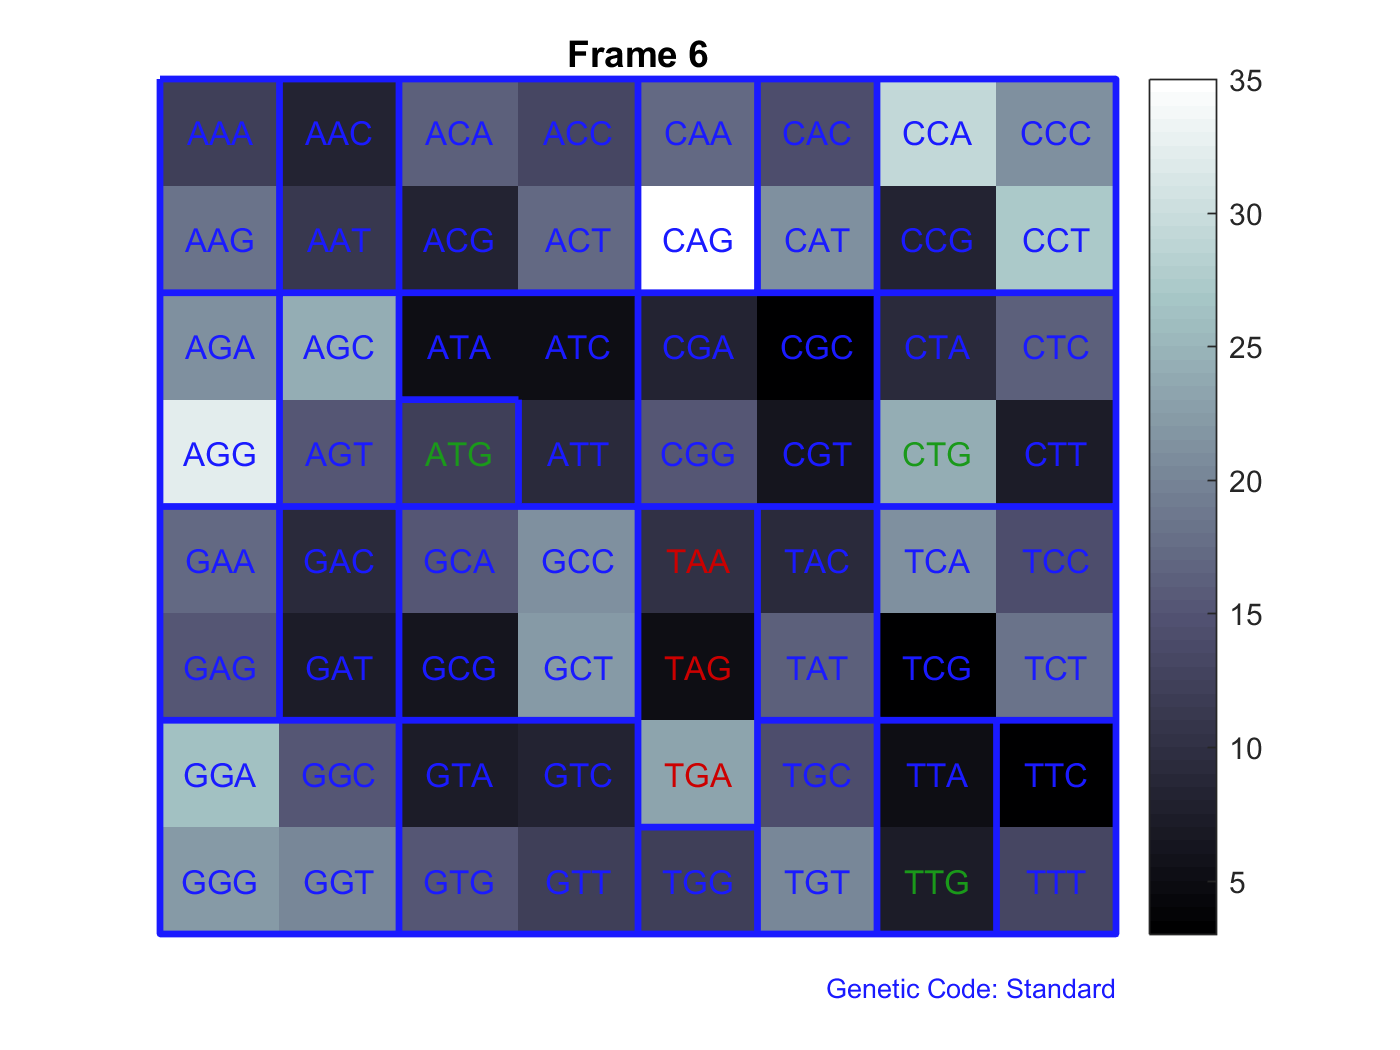 Frame 6
AAA AAC ACA ACC CAA CAC CCA CCC
AAG AAT ACG ACT CAG CAT CCG CCT
AGA AGC ATA ATC CGA CGC CTA CTC
AGG AGT ATG ATT CGG CGT CTG CTT
GAA GAC GCA GCC TAA TAC TCA TCC
GAG GAT GCG GCT TAG TAT TCG TCT
GGA GGC GTA GTC TGA TGC TTA TTC
GGG GGT GTG GTT TGG TGT TTG TTT
35
30
25
20
15
10
5
Genetic Code: Standard